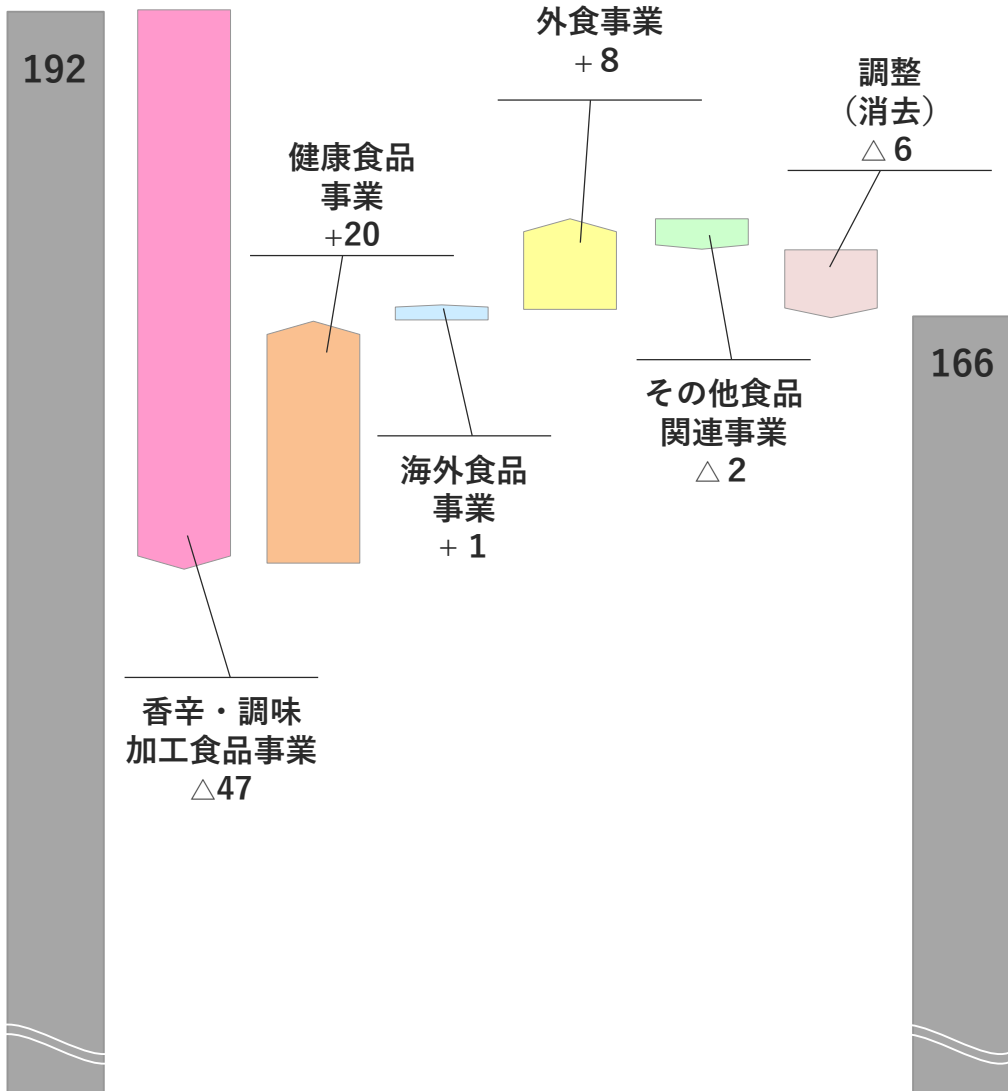 192
香辛・調味
加工食品事業
△47
健康食品
事業
+20
海外食品
事業
+ 1
外食事業
+ 8
その他食品
関連事業
△ 2
調整
（消去）
△ 6
166